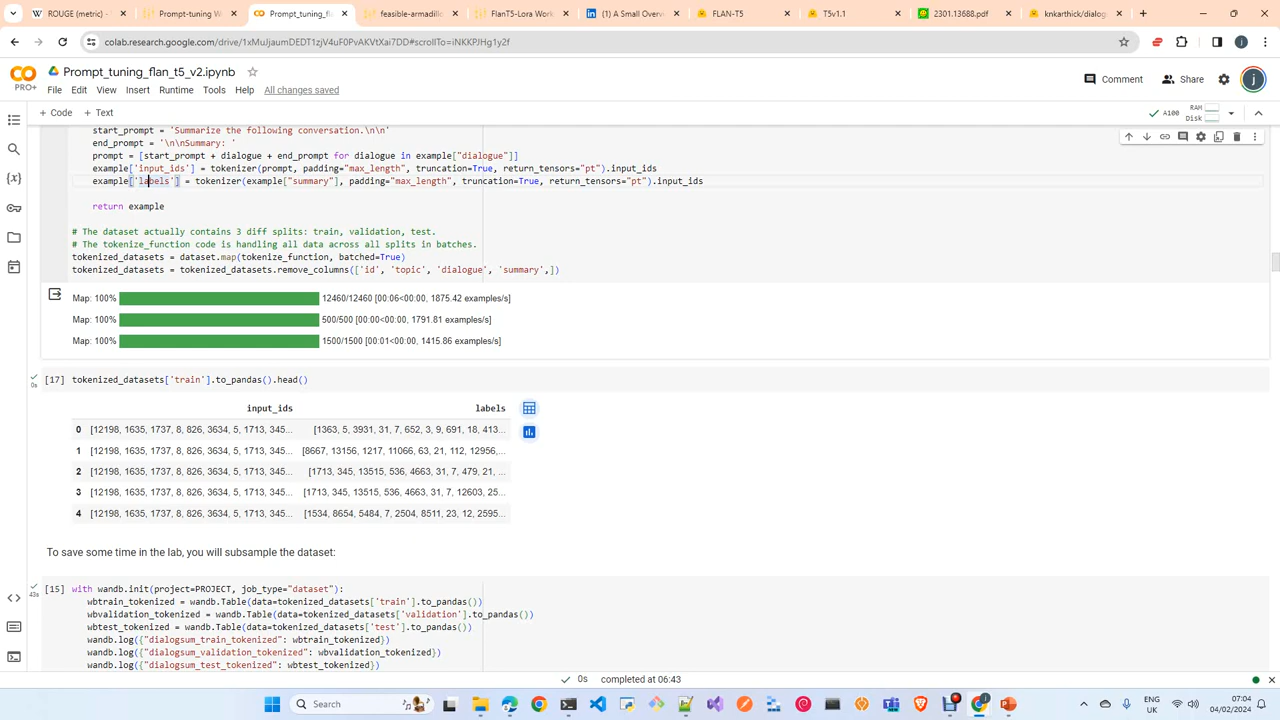 ROUGE (metric) -
Prompt-tuning W
Prompt_tuning_fl
feasible-armadillo
FlanT5-Lora Work
A Small Overv
FLAN-T5
T5v1.1
2301.13688.pdf
knkarthick/dialog
colab.research.google.com/drive/1xMuJjaumDEDT1zjV4uF0PvAKVtXai7DD#scrollTo=iNKKPJHg1y2f
Prompt_tuning_flan_t5_v2.ipynb
PRO+
File Edit View Insert Runtime Tools Help All changes saved
Comment Share j
+ Code + Text
A100 RAM Disk
start_prompt = 'Summarize the following conversation.\n\n'
end_prompt = '\n\nSummary: '
prompt = [start_prompt + dialogue + end_prompt for dialogue in example["dialogue"]]
example['input_ids'] = tokenizer(prompt, padding="max_length", truncation=True, return_tensors="pt").input_ids
example['labels'] = tokenizer(example["summary"], padding="max_length", truncation=True, return_tensors="pt").input_ids
return example
# The dataset actually contains 3 diff splits: train, validation, test.
# The tokenize_function code is handling all data across all splits in batches.
tokenized_datasets = dataset.map(tokenize_function, batched=True)
tokenized_datasets = tokenized_datasets.remove_columns(['id', 'topic', 'dialogue', 'summary',])
Map: 100% 12460/12460 [00:06<00:00, 1875.42 examples/s]
Map: 100% 500/500 [00:00<00:00, 1791.81 examples/s]
Map: 100% 1500/1500 [00:01<00:00, 1415.86 examples/s]
[17] tokenized_datasets['train'].to_pandas().head()
0s
input_ids labels
0 [12198, 1635, 1737, 8, 826, 3634, 5, 1713, 345... [1363, 5, 3931, 31, 7, 652, 3, 9, 691, 18, 413...
1 [12198, 1635, 1737, 8, 826, 3634, 5, 1713, 345... [8667, 13156, 1217, 11066, 63, 21, 112, 12956,...
2 [12198, 1635, 1737, 8, 826, 3634, 5, 1713, 345... [1713, 345, 13515, 536, 4663, 31, 7, 479, 21, ...
3 [12198, 1635, 1737, 8, 826, 3634, 5, 1713, 345... [1713, 345, 13515, 536, 4663, 31, 7, 12603, 25...
4 [12198, 1635, 1737, 8, 826, 3634, 5, 1713, 345... [1534, 8654, 5484, 7, 2504, 8511, 23, 12, 2595...
To save some time in the lab, you will subsample the dataset:
[15] with wandb.init(project=PROJECT, job_type="dataset"):
43s
wbtrain_tokenized = wandb.Table(data=tokenized_datasets['train'].to_pandas())
wbvalidation_tokenized = wandb.Table(data=tokenized_datasets['validation'].to_pandas())
wbtest_tokenized = wandb.Table(data=tokenized_datasets['test'].to_pandas())
wandb.log({"dialogsum_train_tokenized": wbtrain_tokenized})
wandb.log({"dialogsum_validation_tokenized": wbvalidation_tokenized})
wandb.log({"dialogsum_test_tokenized": wbtest_tokenized})
0s completed at 06:43
Search
ENG UK
07:04
04/02/2024